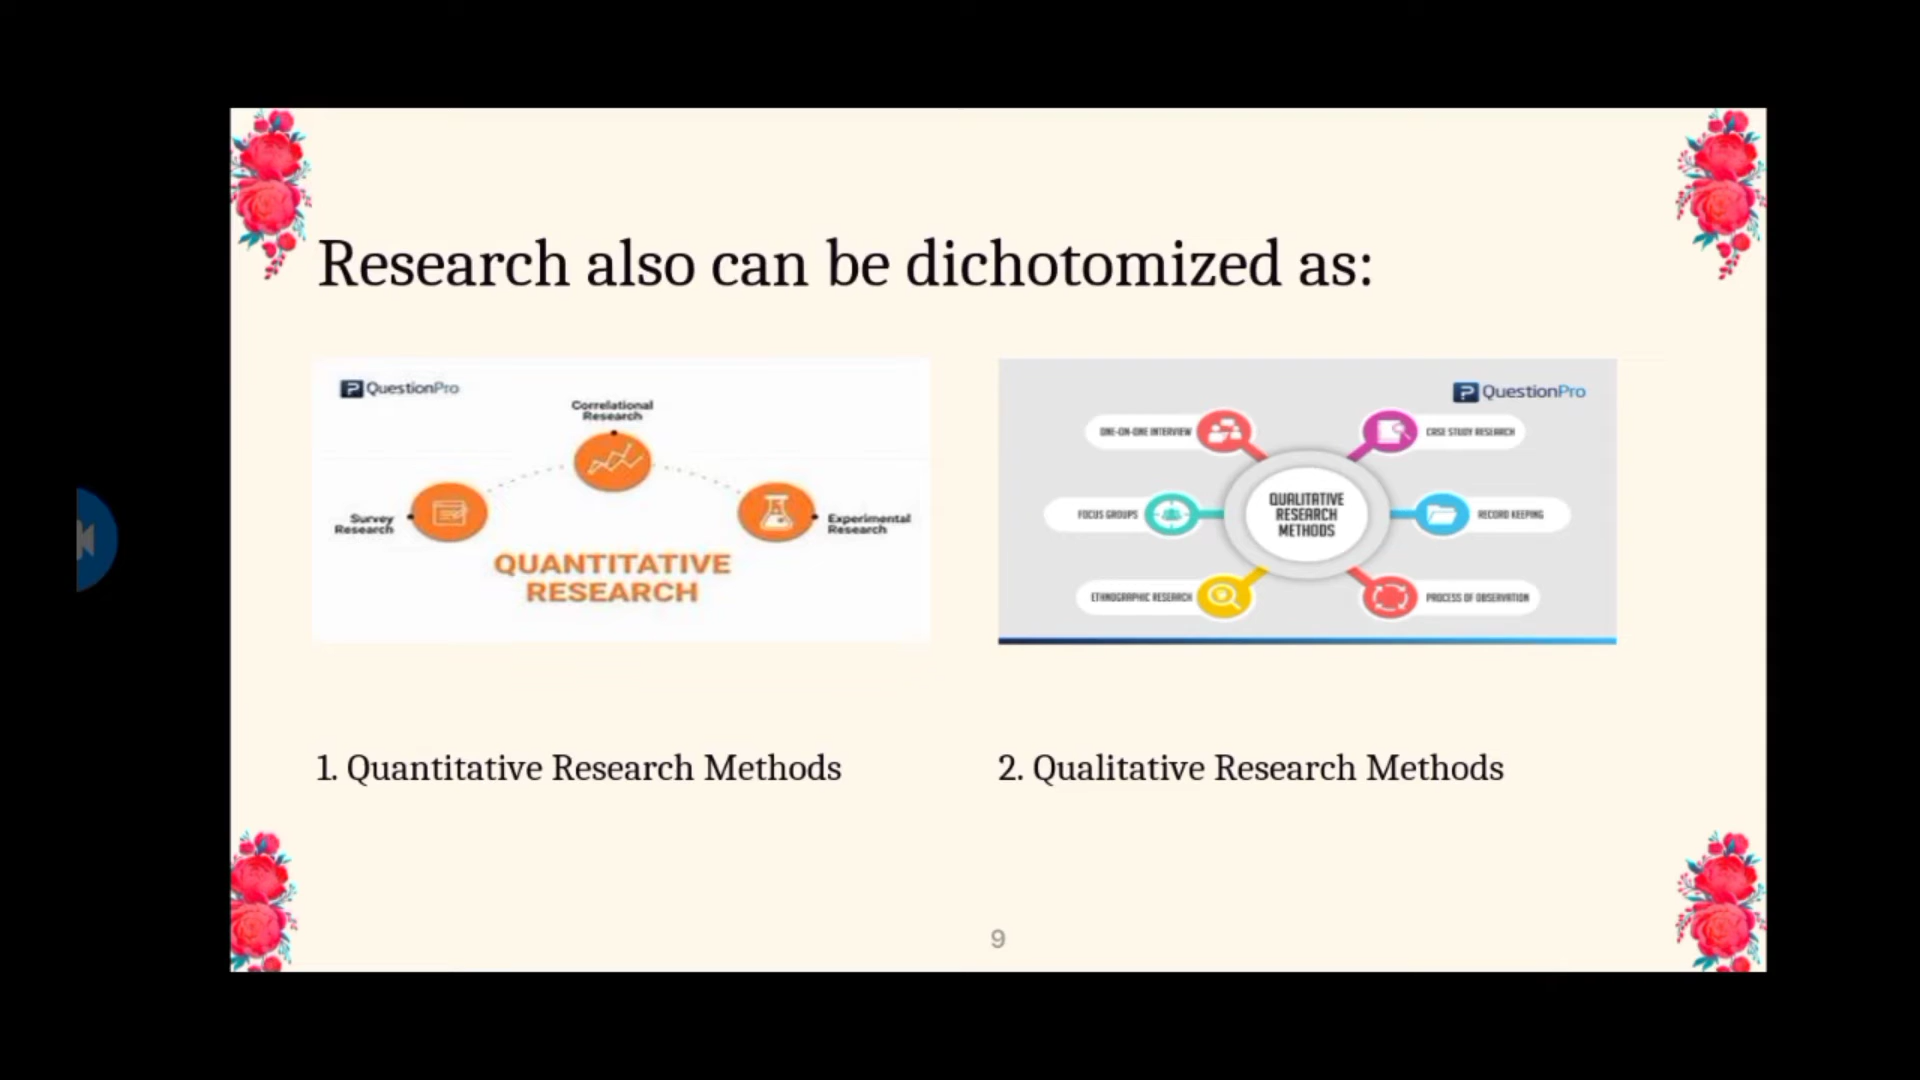 Research also can be dichotomized as:
QuestionPro
Correlational
Research
Survey
Research
Experimental
Research
QUANTITATIVE
RESEARCH
QuestionPro
ONE-ON-ONE INTERVIEW
CASE STUDY RESEARCH
FOCUS GROUPS
QUALITATIVE
RESEARCH
METHODS
RECORD KEEPING
ETHNOGRAPHIC RESEARCH
PROCESS OF OBSERVATION
1. Quantitative Research Methods
2. Qualitative Research Methods
9